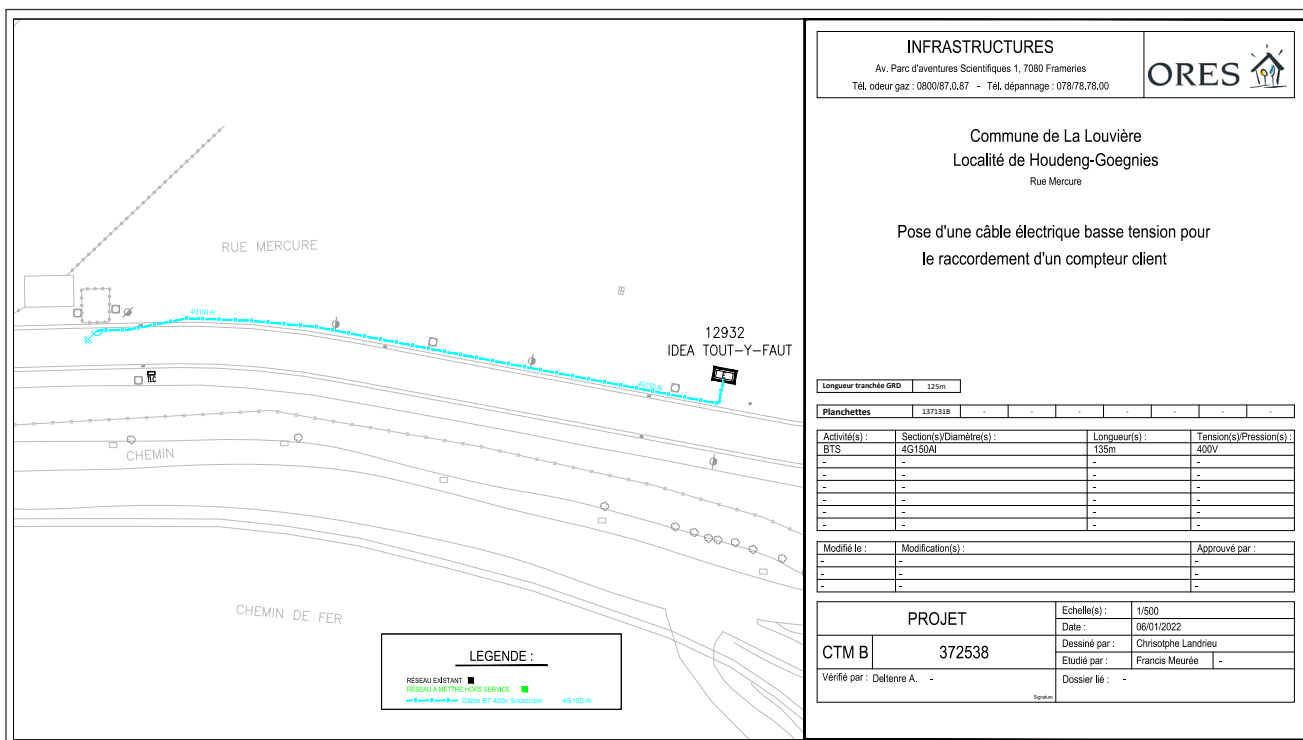 RUE MERCURE
4G150 Al
12932
IDEA TOUT-Y-FAUT
4G150 Al
TLC
CHEMIN
CHEMIN DE FER
LEGENDE :
RÉSEAU EXISTANT
RÉSEAU A METTRE HORS SERVICE
Câble BT 400v Souterrain 4G150 Al
INFRASTRUCTURES
Av. Parc d'aventures Scientifiques 1, 7080 Frameries
Tél. odeur gaz : 0800/87.0.87 - Tél. dépannage : 078/78.78.00
ORES
Commune de La Louvière
Localité de Houdeng-Goegnies
Rue Mercure
Pose d'une câble électrique basse tension pour
le raccordement d'un compteur client
Longueur tranchée GRD 125m
Planchettes 137131B - - - - - - -
Activité(s) : Section(s)/Diamètre(s) : Longueur(s) : Tension(s)/Pression(s) :
BTS 4G150Al 135m 400V
- - - -
- - - -
- - - -
- - - -
- - - -
- - - -
Modifié le : Modification(s) : Approuvé par :
- - -
- - -
- - -
PROJET
Echelle(s) : 1/500
Date : 06/01/2022
CTM B 372538
Dessiné par : Chrisotphe Landrieu
Etudié par : Francis Meurée -
Vérifié par : Deltenre A. -
Dossier lié : -
Signature